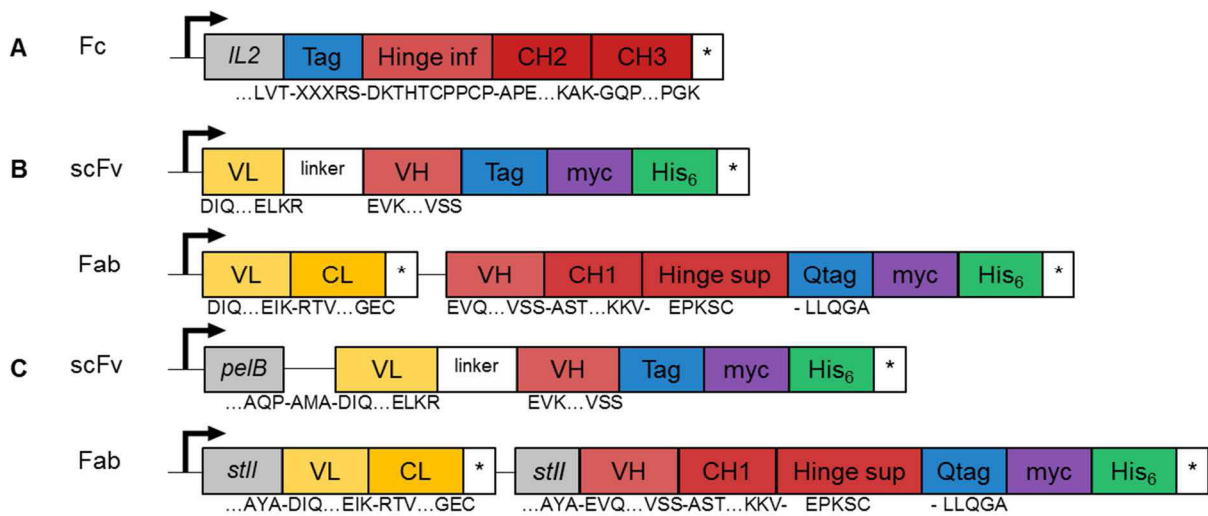 A Fc IL2 Tag Hinge inf CH2 CH3 *
...LVT-XXXRS-DKTHTCPPCP-APE...KAK-GQP...PGK
B scFv VL linker VH Tag myc His6 *
DIQ...ELKR EVK...VSS
Fab VL CL * VH CH1 Hinge sup Qtag myc His6 *
DIQ...EIK-RTV...GEC EVQ...VSS-AST...KKV- EPKSC - LLQGA
C scFv pelB VL linker VH Tag myc His6 *
...AQP-AMA-DIQ...ELKR EVK...VSS
Fab stII VL CL * stII VH CH1 Hinge sup Qtag myc His6 *
...AYA-DIQ...EIK-RTV...GEC ...AYA-EVQ...VSS-AST...KKV- EPKSC - LLQGA